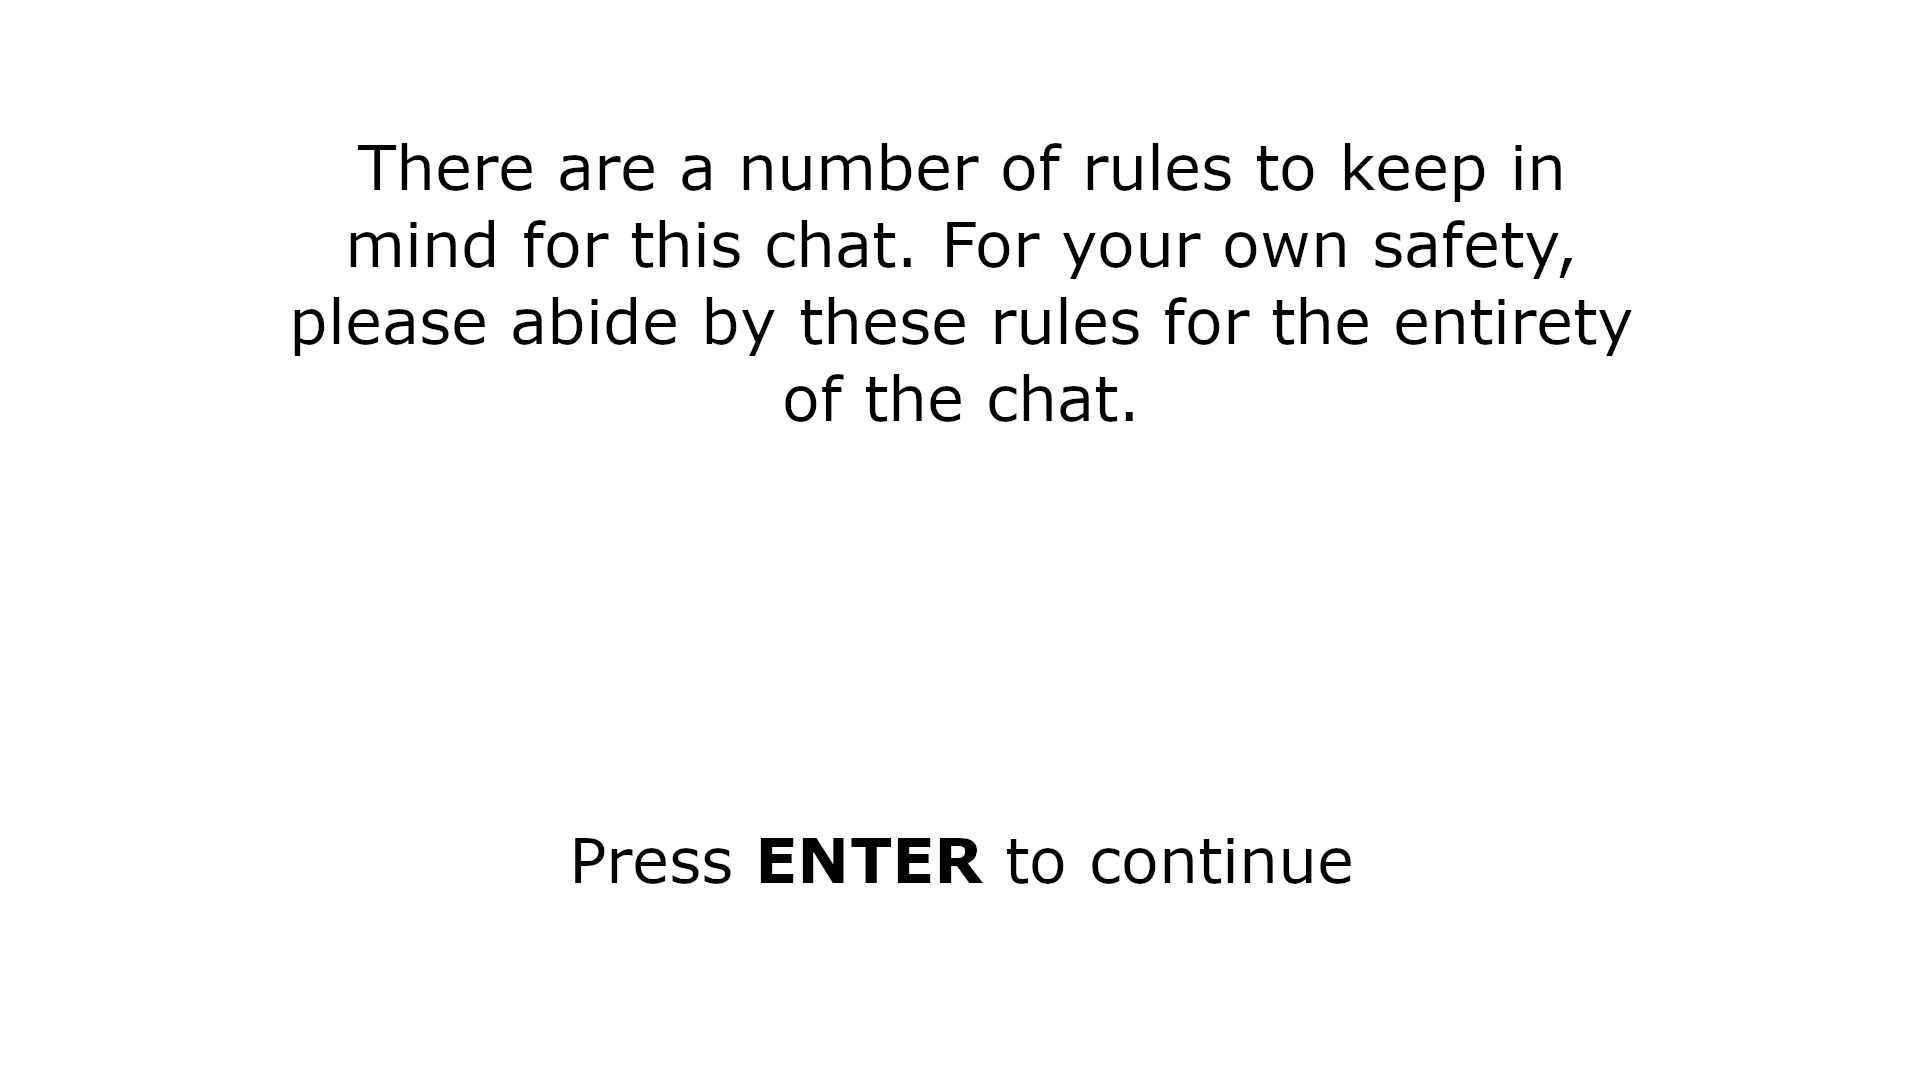 There are a number of rules to keep in
mind for this chat. For your own safety,
please abide by these rules for the entirety
of the chat.
Press ENTER to continue